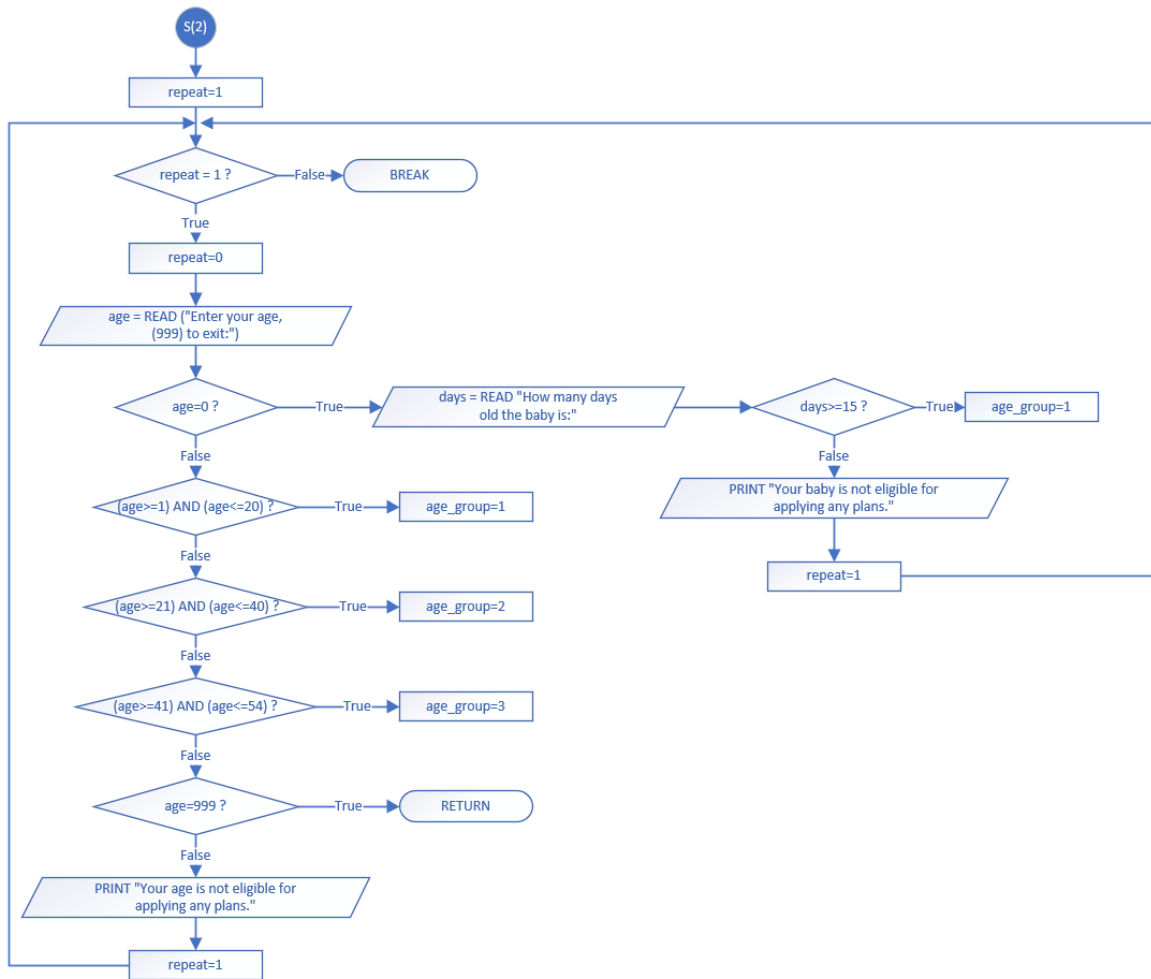 S(2)
repeat=1
repeat = 1 ?
False
BREAK
True
repeat=0
age = READ ("Enter your age,
(999) to exit:")
age=0 ?
True
days = READ "How many days
old the baby is:"
days>=15 ?
True
age_group=1
False
False
PRINT "Your baby is not eligible for
applying any plans."
repeat=1
(age>=1) AND (age<=20) ?
True
age_group=1
False
(age>=21) AND (age<=40) ?
True
age_group=2
False
(age>=41) AND (age<=54) ?
True
age_group=3
False
age=999 ?
True
RETURN
False
PRINT "Your age is not eligible for
applying any plans."
repeat=1